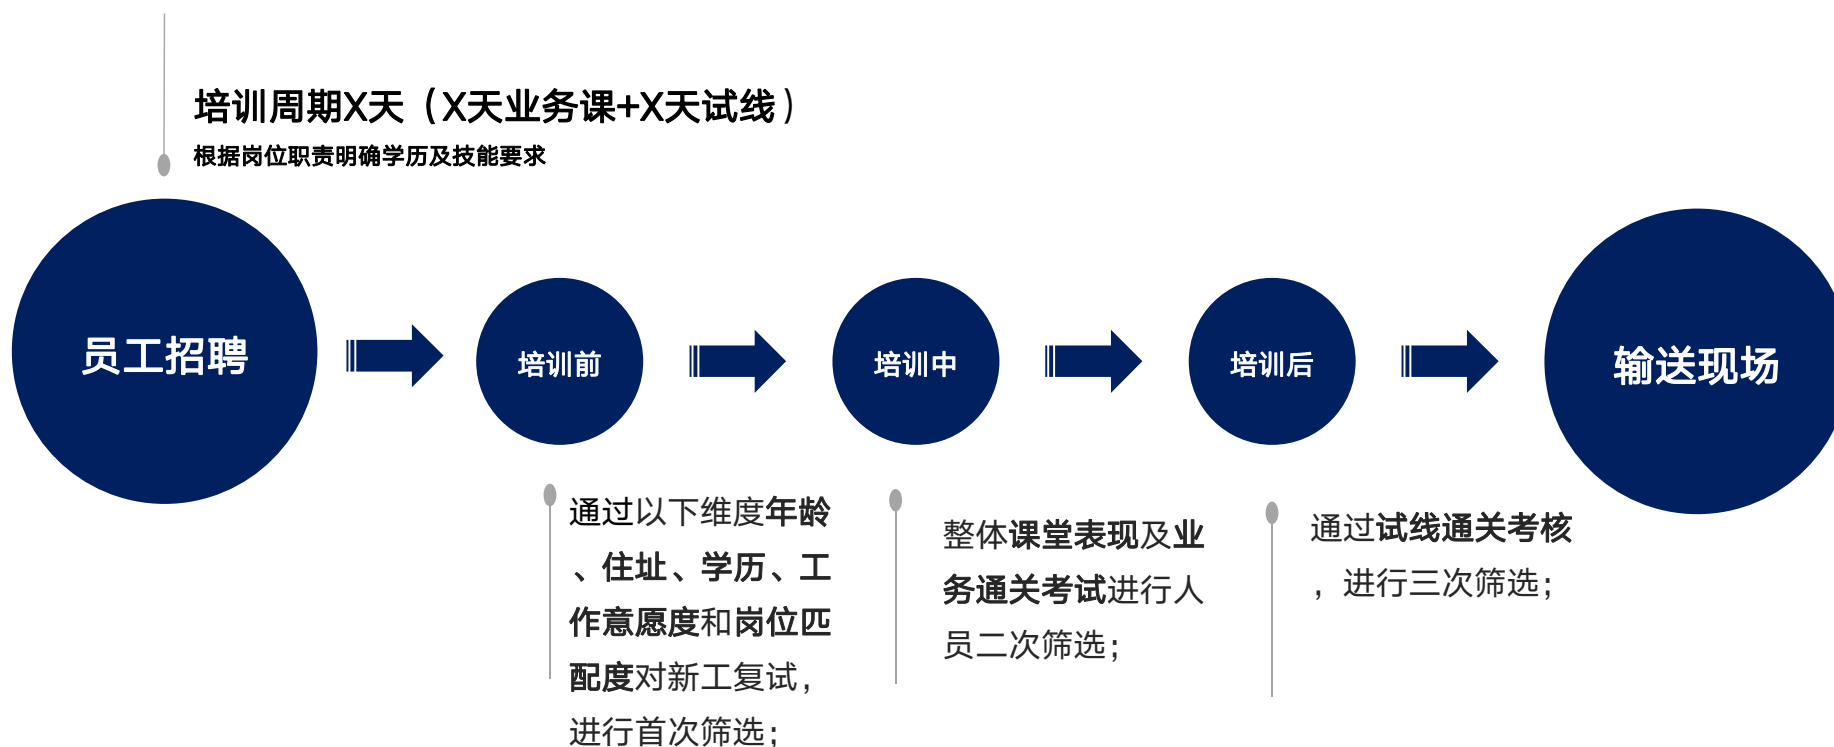 培训周期X天（X天业务课+X天试线）
根据岗位职责明确学历及技能要求
员工招聘
培训前
培训中
培训后
输送现场
通过以下维度年龄
、住址、学历、工
作意愿度和岗位匹
配度对新工复试，
进行首次筛选；
整体课堂表现及业
务通关考试进行人
员二次筛选；
通过试线通关考核
，进行三次筛选；